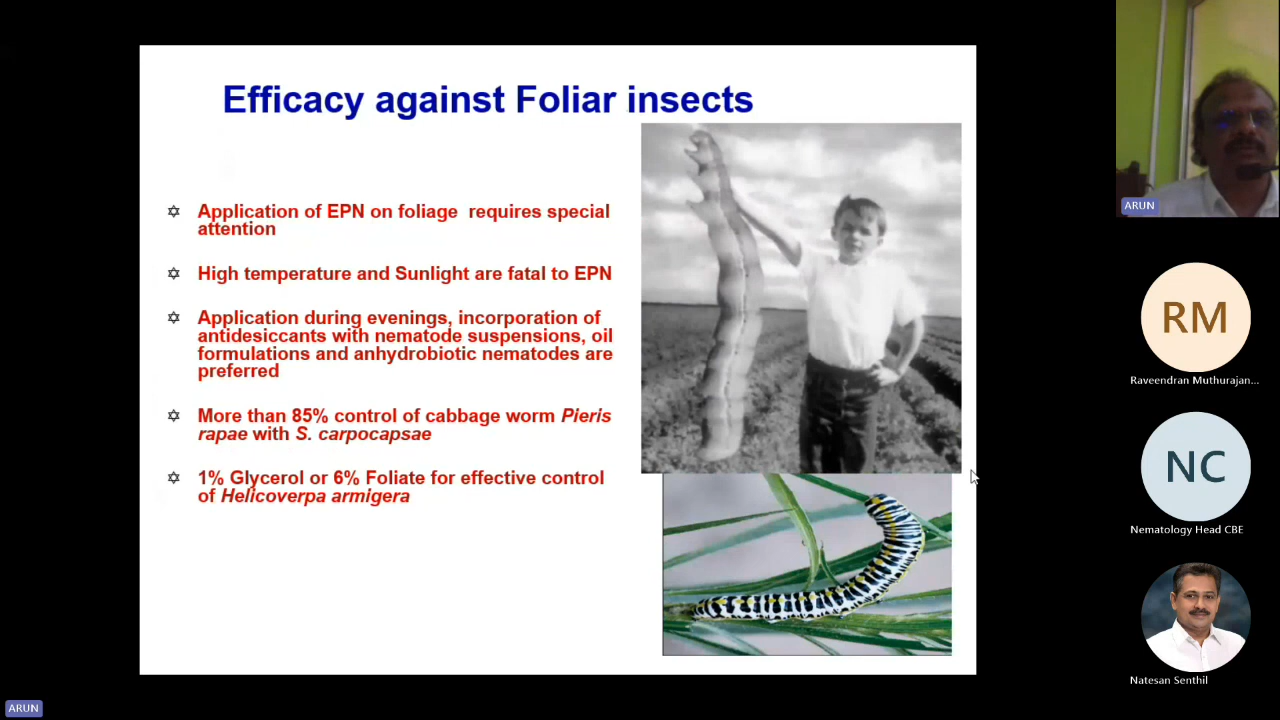 Efficacy against Foliar insects
Application of EPN on foliage requires special
attention
High temperature and Sunlight are fatal to EPN
Application during evenings, incorporation of
antidesiccants with nematode suspensions, oil
formulations and anhydrobiotic nematodes are
preferred
More than 85% control of cabbage worm Pieris
rapae with S. carpocapsae
1% Glycerol or 6% Foliate for effective control
of Helicoverpa armigera
ARUN
RM
Raveendran Muthurajan...
NC
Nematology Head CBE
Natesan Senthil
ARUN